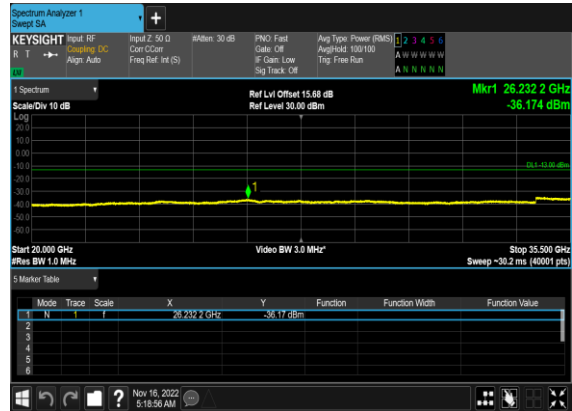 Spectrum Analyzer 1
Swept SA
+
KEYSIGHT Input: RF Input Z: 50 Ω #Atten: 30 dB PNO: Fast Avg Type: Power (RMS) 1 2 3 4 5 6
R T Coupling: DC Corr CCorr Gate: Off Avg|Hold: 100/100 A W W W W W
Align: Auto Freq Ref: Int (S) IF Gain: Low Trig: Free Run
Sig Track: Off A N N N N N
1 Spectrum Ref Lvl Offset 15.68 dB Mkr1 26.232 2 GHz
Scale/Div 10 dB Ref Level 30.00 dBm -36.174 dBm
Log
20.0
10.0
0.00
-10.0 DL1 -13.00 dBm
-20.0
-30.0 1
-40.0
-50.0
-60.0
Start 20.000 GHz Video BW 3.0 MHz* Stop 35.500 GHz
#Res BW 1.0 MHz Sweep ~30.2 ms (40001 pts)
5 Marker Table
Mode Trace Scale X Y Function Function Width Function Value
1 N 1 f 26.232 2 GHz -36.17 dBm
2
3
4
5
6
? Nov 16, 2022
5:18:56 AM